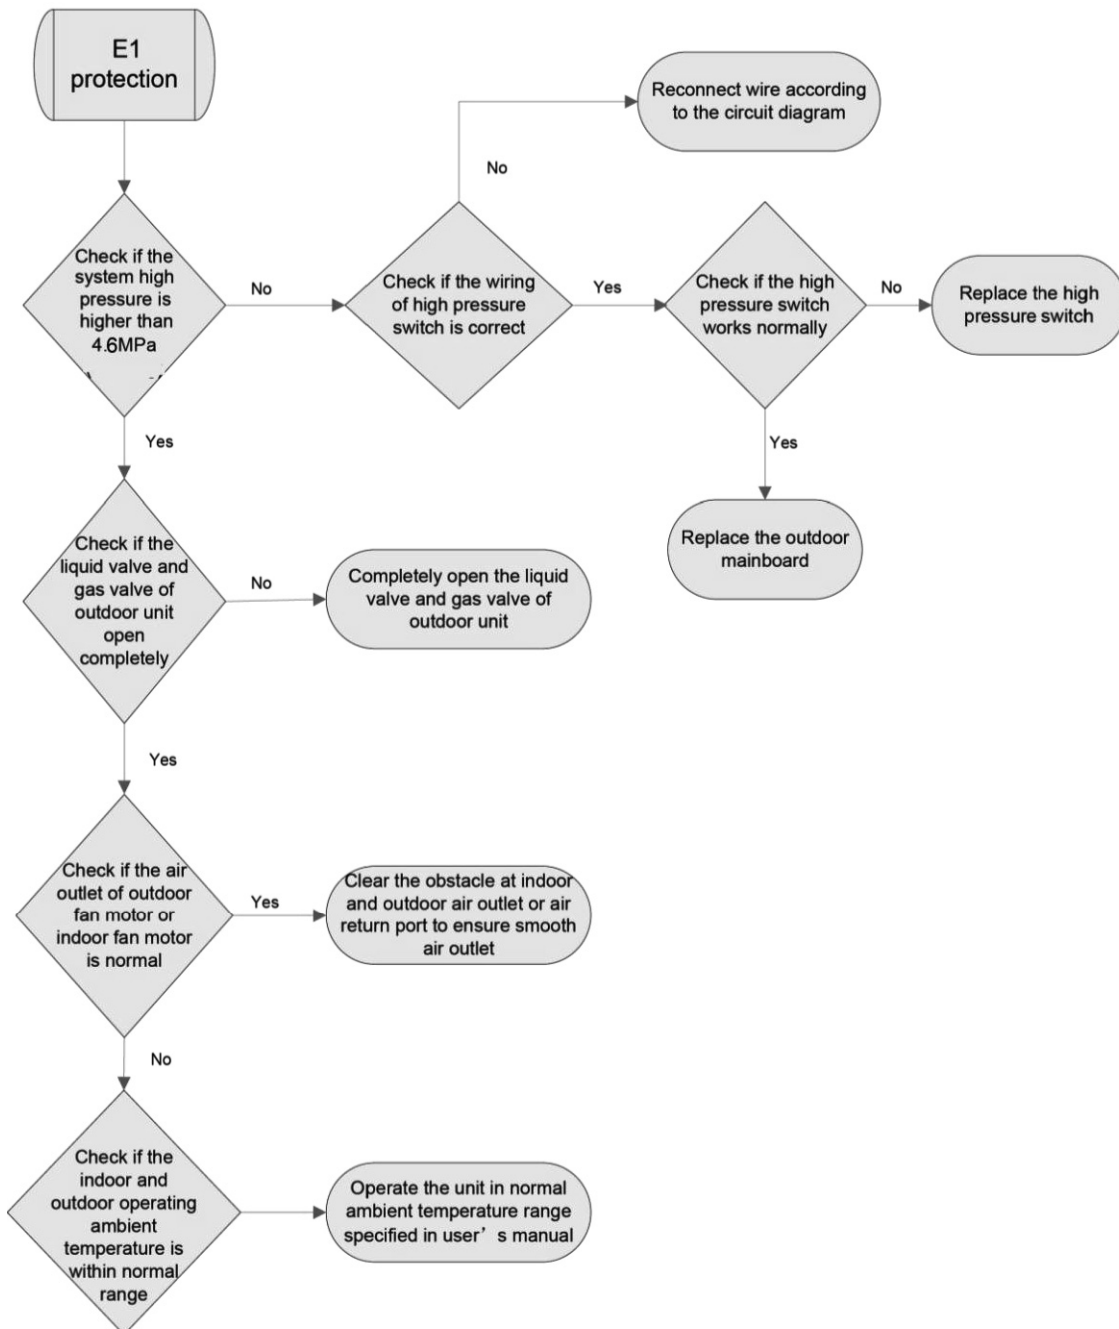 E1
protection
Reconnect wire according
to the circuit diagram
No
Check if the
system high
pressure is
higher than
4.6MPa
No
Check if the wiring
of high pressure
switch is correct
Yes
Check if the high
pressure switch
works normally
No
Replace the high
pressure switch
Yes
Yes
Replace the outdoor
mainboard
Check if the
liquid valve and
gas valve of
outdoor unit
open
completely
No
Completely open the liquid
valve and gas valve of
outdoor unit
Yes
Check if the air
outlet of outdoor
fan motor or
indoor fan motor
is normal
Yes
Clear the obstacle at indoor
and outdoor air outlet or air
return port to ensure smooth
air outlet
No
Check if the
indoor and
outdoor operating
ambient
temperature is
within normal
range
Operate the unit in normal
ambient temperature range
specified in user’s manual